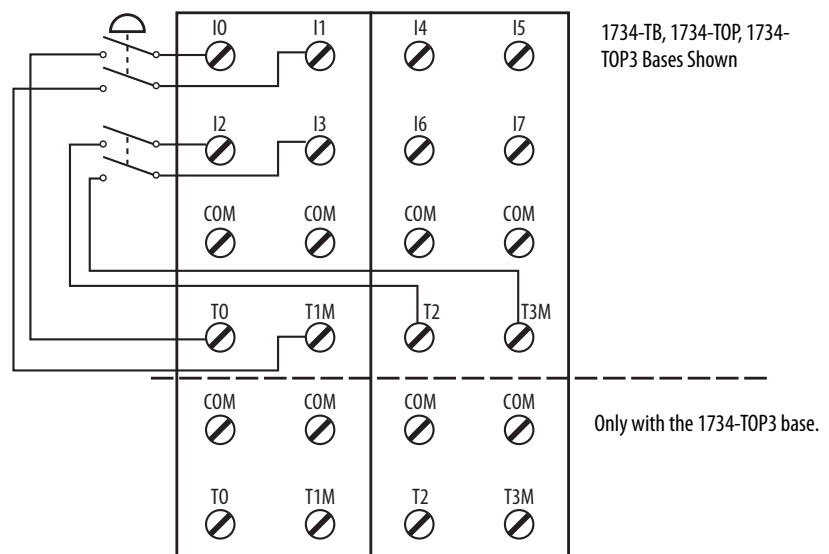 I0 I1 I4 I5
1734-TB, 1734-TOP, 1734-
TOP3 Bases Shown
I2 I3 I6 I7
COM COM COM COM
T0 T1M T2 T3M
COM COM COM COM
Only with the 1734-TOP3 base.
T0 T1M T2 T3M